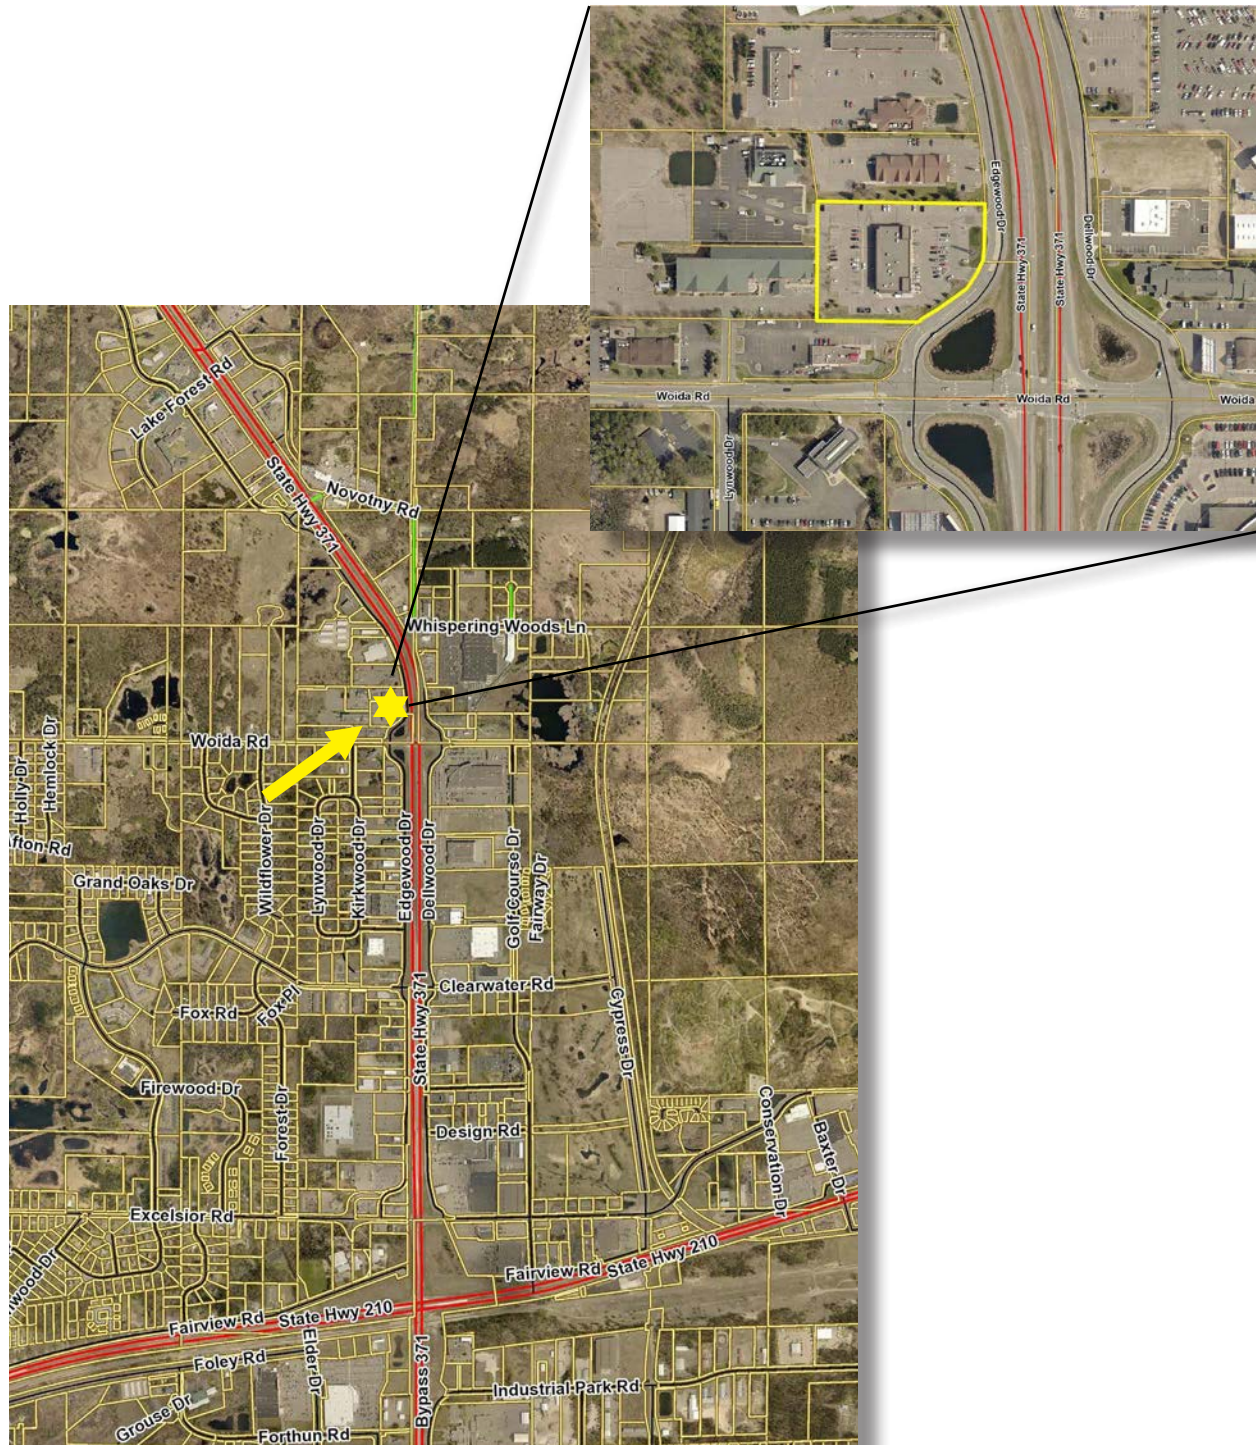 Edgewood Dr
State Hwy 371
State Hwy 371
Dellwood Dr
Woida Rd
Woida Rd
Woida
Lynwood Dr
Lake Forest Rd
State Hwy 371
Novotny Rd
Whispering Woods Ln
Woida Rd
Holly Dr
Hemlock Dr
Afton Rd
Wildflower Dr
Lynwood Dr
Kirkwood Dr
Edgewood Dr
Dellwood Dr
Golf Course Dr
Fairway Dr
Grand Oaks Dr
Clearwater Rd
Fox Rd
Fox Pl
State Hwy 371
Cypress Dr
Firewood Dr
Forest Dr
Design Rd
Conservation Dr
Baxter Dr
Excelsior Rd
nwood Dr
Fairview Rd
State Hwy 210
Fairview Rd
State Hwy 210
Foley Rd
Elder Dr
Bypass 371
Industrial Park Rd
Grouse Dr
Forthun Rd